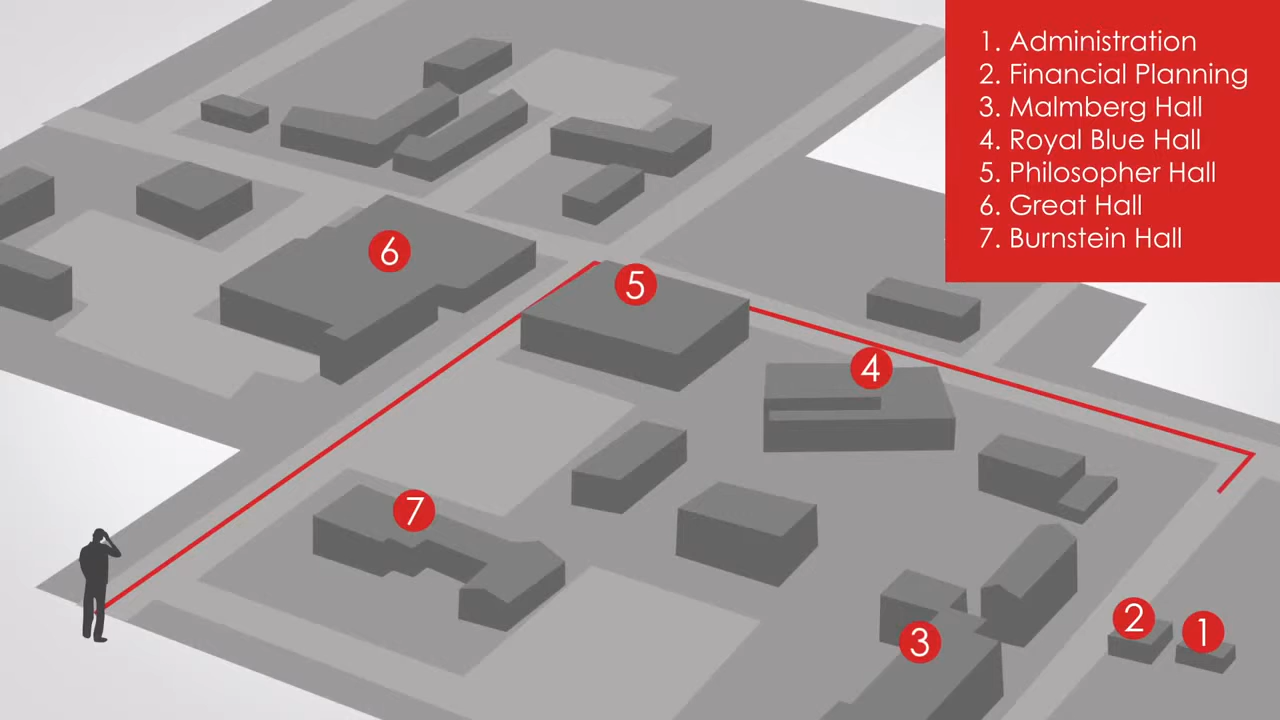 1. Administration
2. Financial Planning
3. Malmberg Hall
4. Royal Blue Hall
5. Philosopher Hall
6. Great Hall
7. Burnstein Hall
6
5
4
7
2
1
3